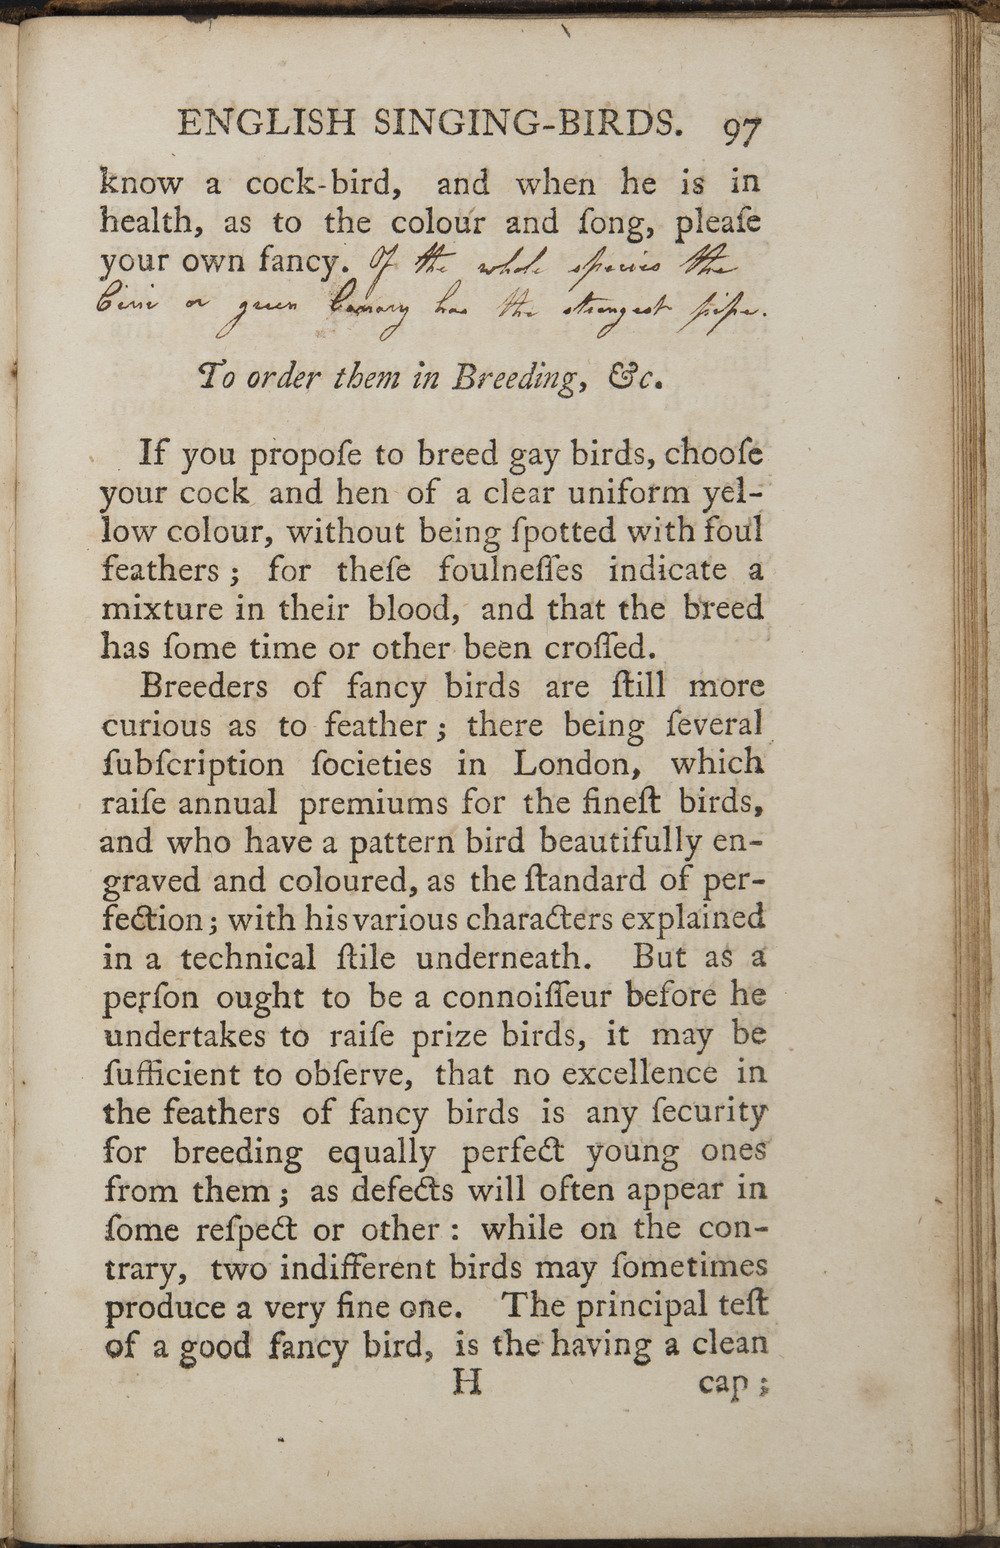 ENGLISH SINGING-BIRDS. 97
know a cock-bird, and when he is in
health, as to the colour and ſong, pleaſe
your own fancy. Of the whole species the
Cini or green Canary has the strongest pipe.
To order them in Breeding, &c.
If you propoſe to breed gay birds, chooſe
your cock and hen of a clear uniform yel-
low colour, without being ſpotted with foul
feathers; for theſe foulneſſes indicate a
mixture in their blood, and that the breed
has ſome time or other been croſſed.
Breeders of fancy birds are ſtill more
curious as to feather; there being ſeveral
ſubſcription ſocieties in London, which
raiſe annual premiums for the fineſt birds,
and who have a pattern bird beautifully en-
graved and coloured, as the ſtandard of per-
fection; with his various characters explained
in a technical ſtile underneath. But as a
perſon ought to be a connoiſſeur before he
undertakes to raiſe prize birds, it may be
ſufficient to obſerve, that no excellence in
the feathers of fancy birds is any ſecurity
for breeding equally perfect young ones
from them; as defects will often appear in
ſome reſpect or other: while on the con-
trary, two indifferent birds may ſometimes
produce a very fine one. The principal teſt
of a good fancy bird, is the having a clean
H cap;